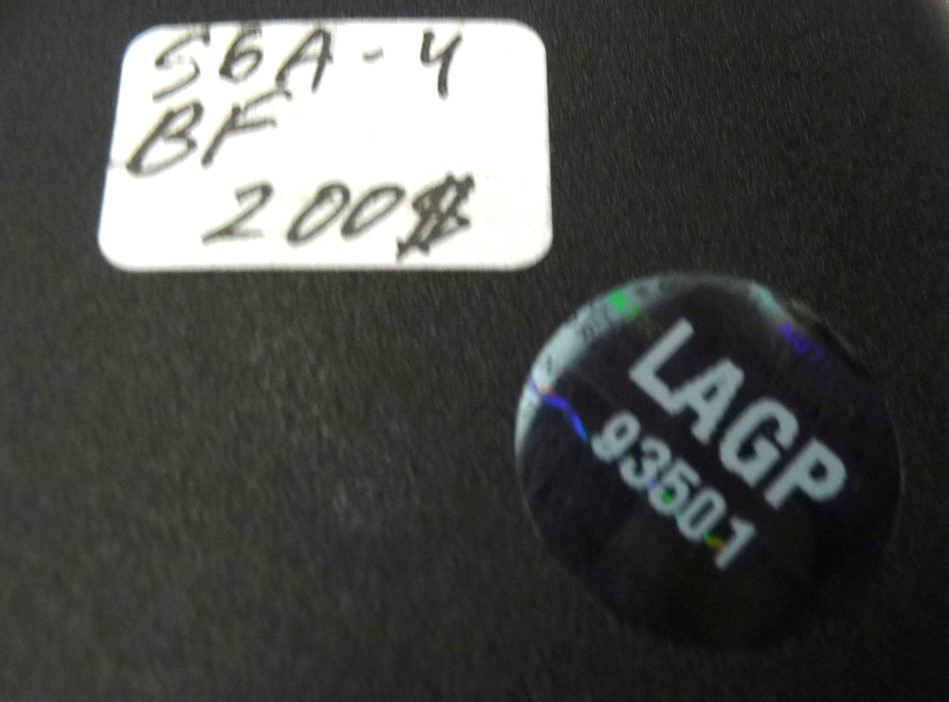 S6A-4
BF
200$
LAGP
93501